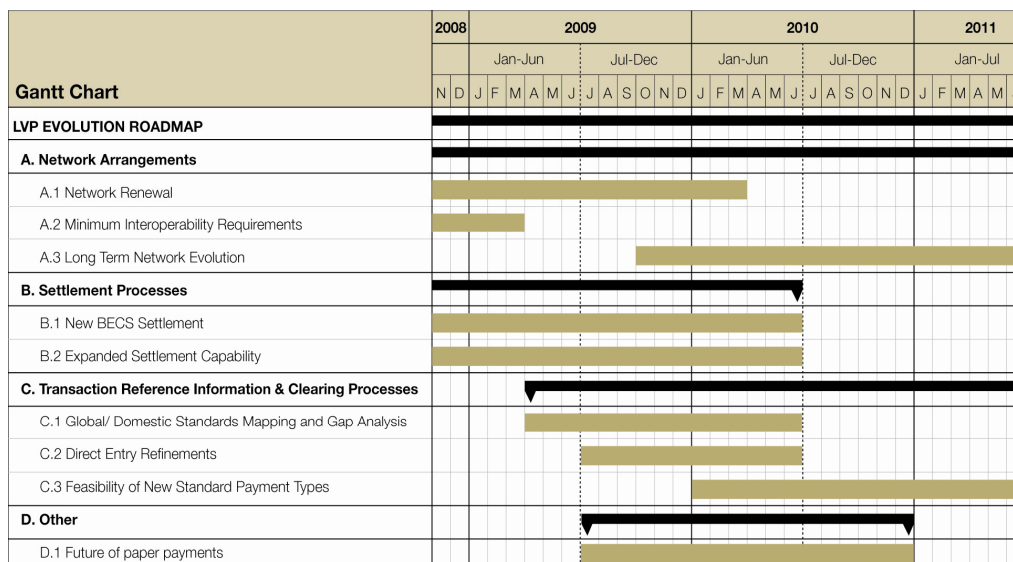 2008 2009 2010 2011
Jan-Jun Jul-Dec Jan-Jun Jul-Dec Jan-Jul
Gantt Chart N D J F M A M J J A S O N D J F M A M J J A S O N D J F M A M
LVP EVOLUTION ROADMAP
A. Network Arrangements
A.1 Network Renewal
A.2 Minimum Interoperability Requirements
A.3 Long Term Network Evolution
B. Settlement Processes
B.1 New BECS Settlement
B.2 Expanded Settlement Capability
C. Transaction Reference Information & Clearing Processes
C.1 Global/ Domestic Standards Mapping and Gap Analysis
C.2 Direct Entry Refinements
C.3 Feasibility of New Standard Payment Types
D. Other
D.1 Future of paper payments